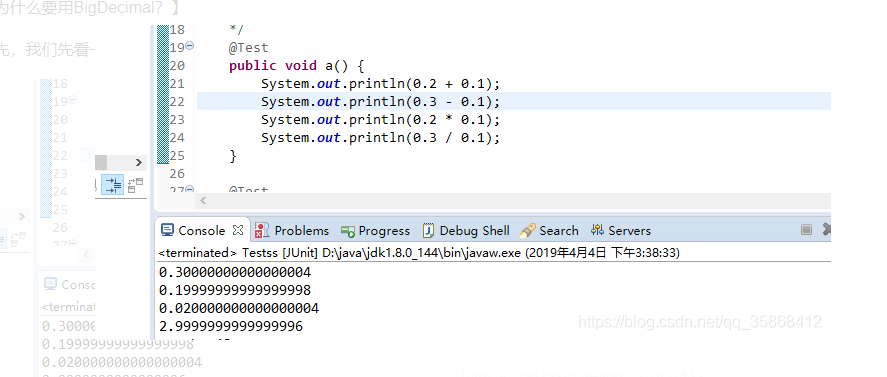 为什么要用BigDecimal? 】
先，我们先看
18 */
19 @Test
20 public void a() {
21 System.out.println(0.2 + 0.1);
22 System.out.println(0.3 - 0.1);
23 System.out.println(0.2 * 0.1);
24 System.out.println(0.3 / 0.1);
25 }
26
27 @Test
18
19
20
21
22
23
24
25
26
27
Console Problems Progress Debug Shell Search Servers
<terminated> Testss [JUnit] D:\java\jdk1.8.0_144\bin\javaw.exe (2019年4月4日 下午3:38:33)
0.30000000000000004
0.19999999999999998
0.020000000000000004
2.9999999999999996
https://blog.csdn.net/qq_35868412
Conso
<termina
0.30000
0.19999999999999998
0.020000000000000004